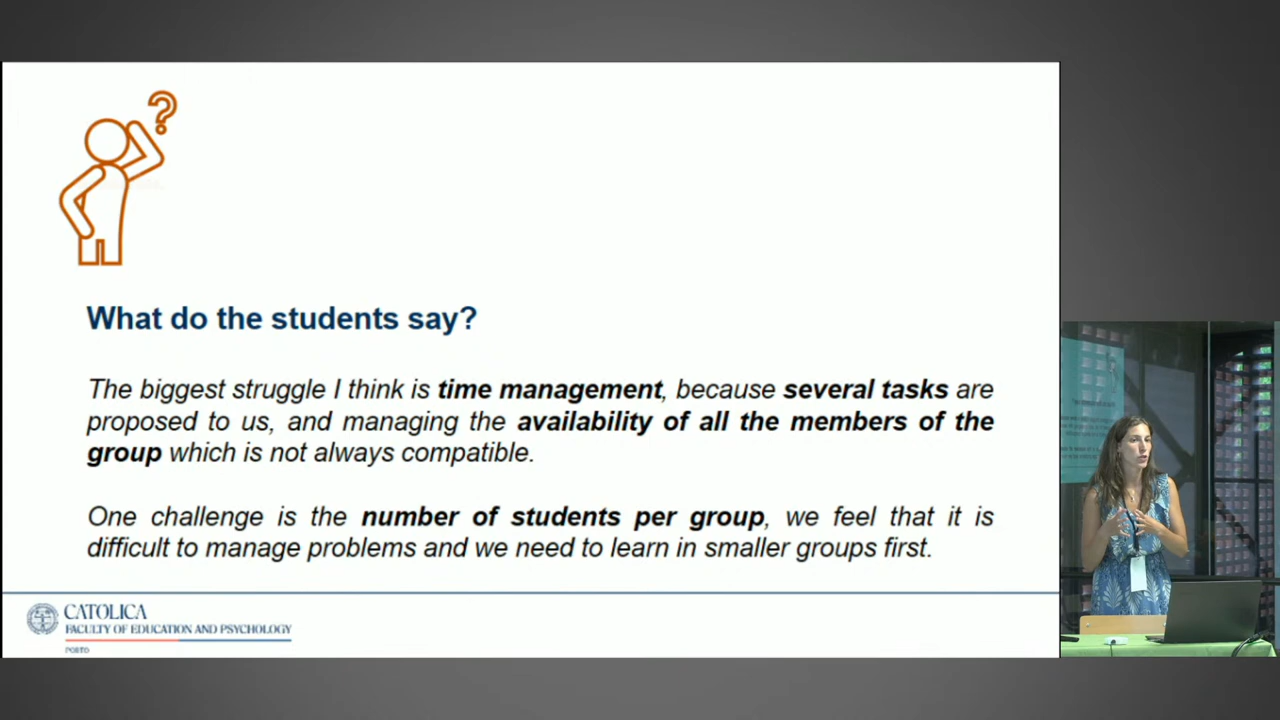 ?
What do the students say?
The biggest struggle I think is time management, because several tasks are
proposed to us, and managing the availability of all the members of the
group which is not always compatible.
One challenge is the number of students per group, we feel that it is
difficult to manage problems and we need to learn in smaller groups first.
CATOLICA
FACULTY OF EDUCATION AND PSYCHOLOGY
PORTO